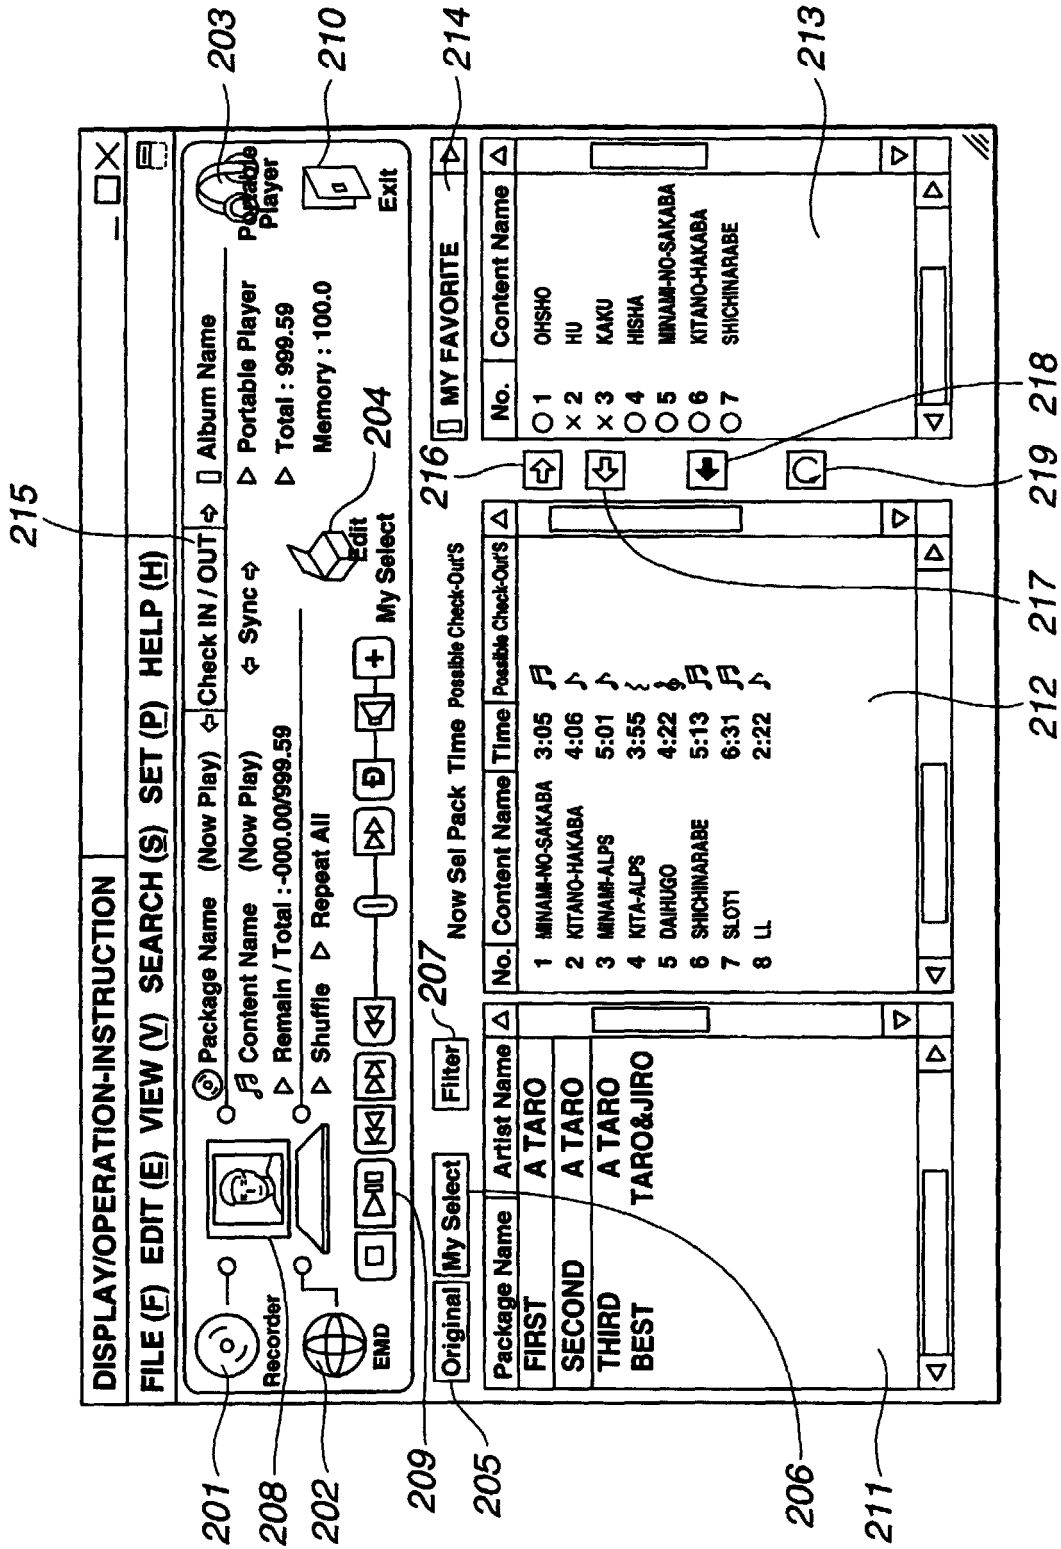 215
203
210
214
DISPLAY/OPERATION-INSTRUCTION
FILE (F) EDIT (E) VIEW (V) SEARCH (S) SET (P) HELP (H)
Package Name (Now Play) Check IN / OUT Album Name
Content Name (Now Play) Sync Portable Player
Remain / Total : -000.00/999.59 Total : 999.59
Shuffle Repeat All Memory : 100.0
Recorder
EMD
Portable Player
Exit
Edit
My Select
204
Original My Select Filter 207
Now Sel Pack Time Possible Check-Out'S
216
MY FAVORITE
Package Name Artist Name
FIRST A TARO
SECOND A TARO
THIRD A TARO
BEST TARO&JIRO
No. Content Name Time Possible Check-Out'S
1 MINAMI-NO-SAKABA 3:05
2 KITANO-HAKABA 4:06
3 MINAMI-ALPS 5:01
4 KITA-ALPS 3:55
5 DAIHUGO 4:22
6 SHICHINARABE 5:13
7 SLOT1 6:31
8 LL 2:22
No. Content Name
○ 1 OHSHO
× 2 HU
× 3 KAKU
○ 4 HISHA
○ 5 MINAMI-NO-SAKABA
○ 6 KITANO-HAKABA
○ 7 SHICHINARABE
201
208
202
209
205
206
211
212
217
219
218
213